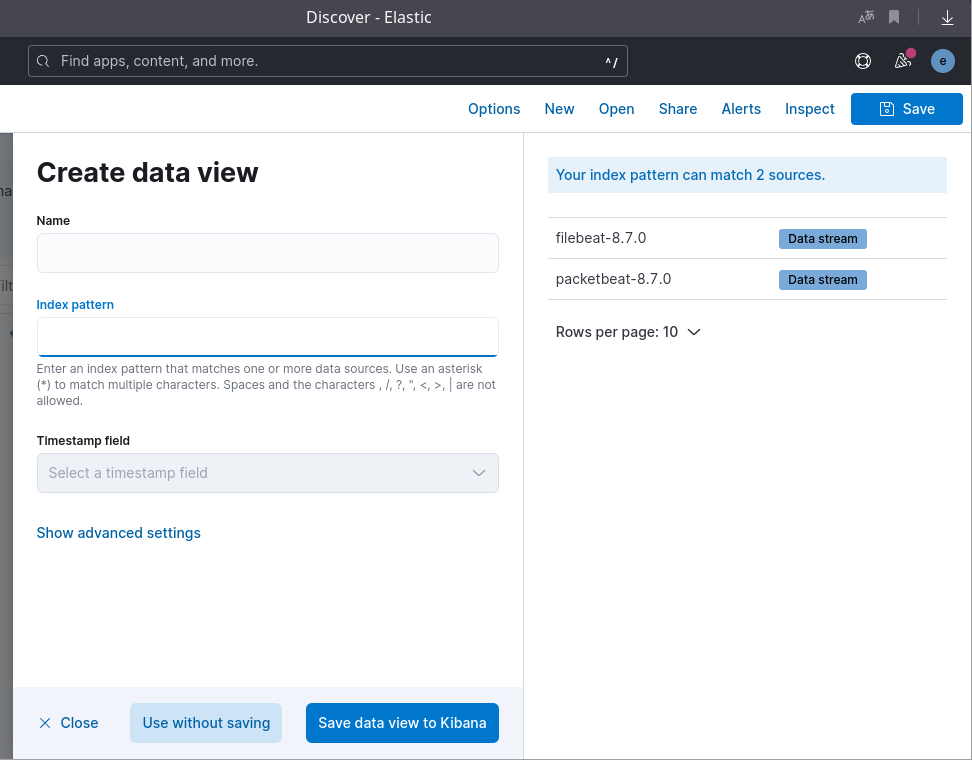 Discover - Elastic
Find apps, content, and more.
^/
e
Options New Open Share Alerts Inspect Save
Create data view
Your index pattern can match 2 sources.
Name
filebeat-8.7.0 Data stream
packetbeat-8.7.0 Data stream
Index pattern
Rows per page: 10
Enter an index pattern that matches one or more data sources. Use an asterisk
(*) to match multiple characters. Spaces and the characters , /, ?, ", <, >, | are not
allowed.
Timestamp field
Select a timestamp field
Show advanced settings
Close Use without saving Save data view to Kibana